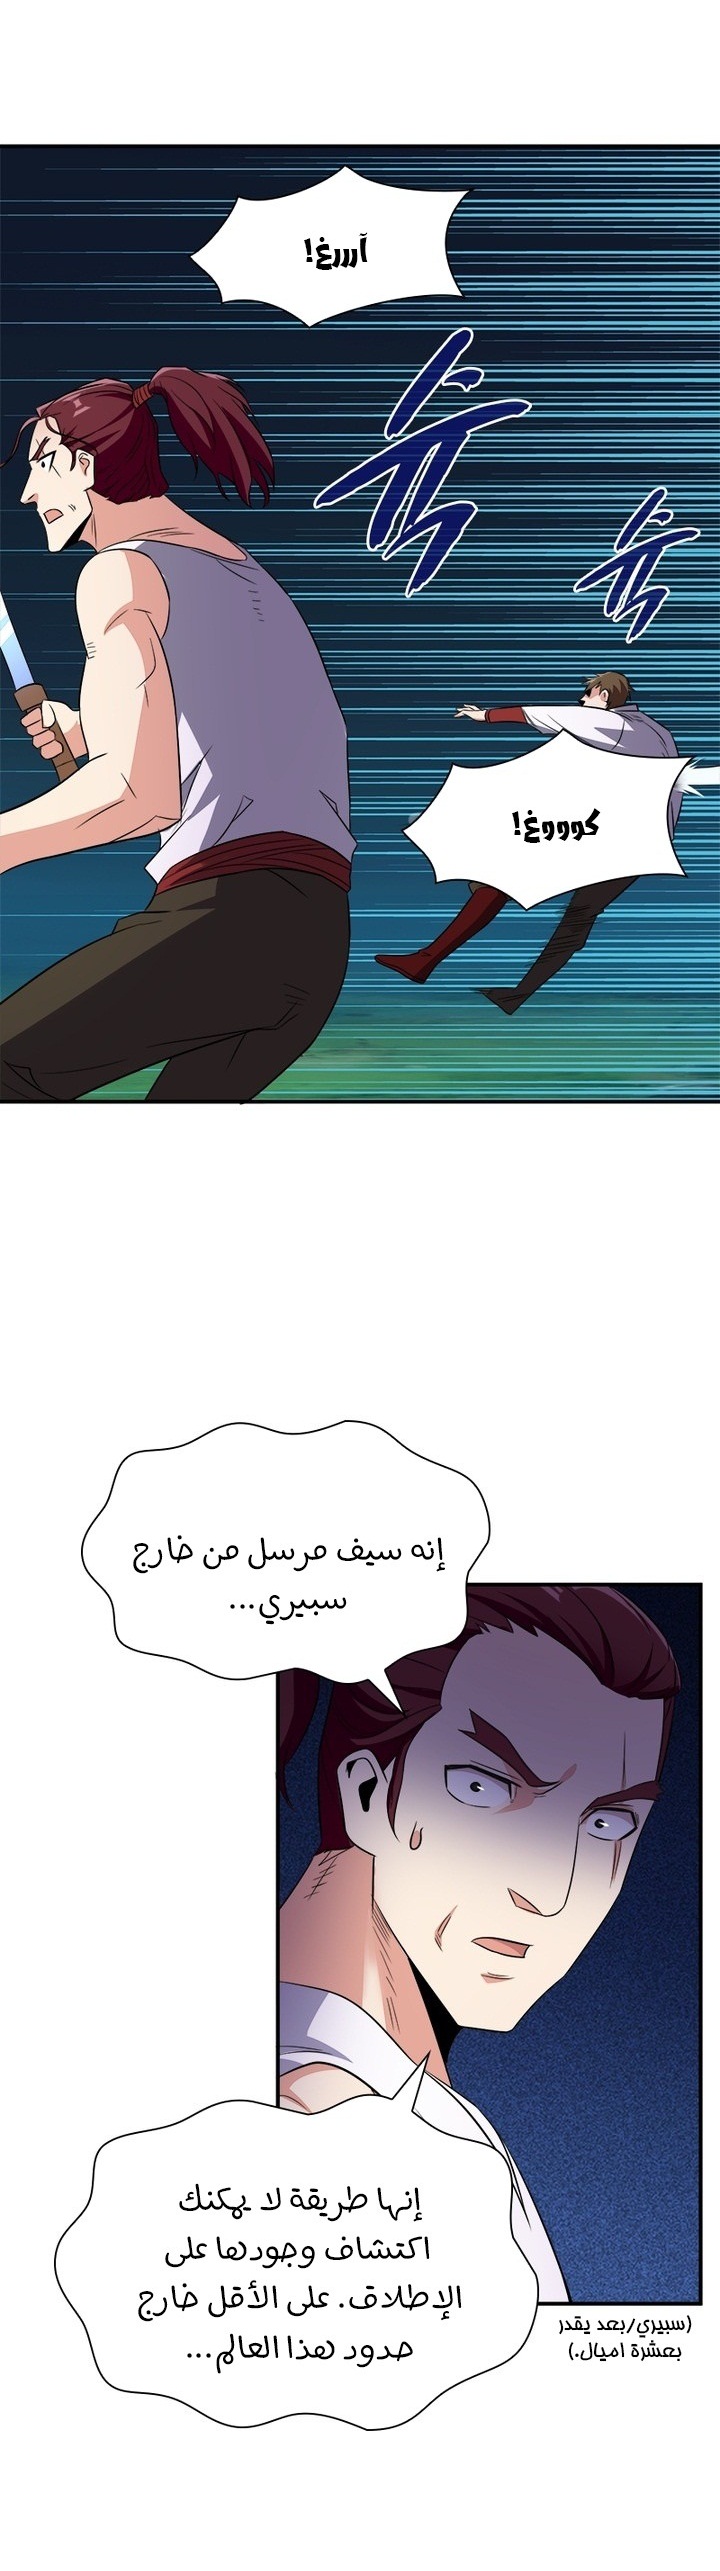 آرررغ!
كوووغ!
إنه سيف مرسل من خارج
سبيري...
إنها طريقة لا يمكنك
اكتشاف وجودها على
الإطلاق. على الأقل خارج
حدود هذا العالم...
(سبيري/بعد يقدر
بعشرة اميال.)